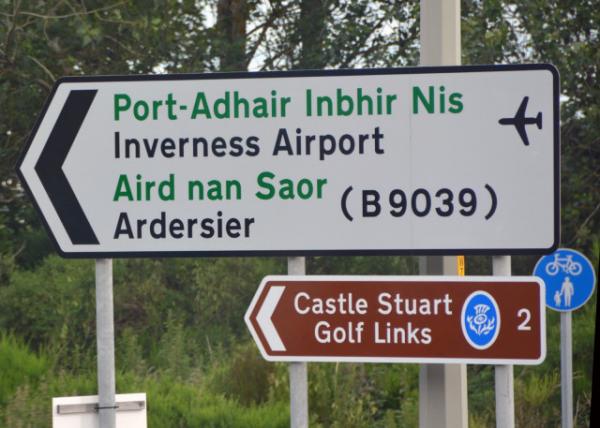 Port-Adhair Inbhir Nis
Inverness Airport
Aird nan Saor
Ardersier
(B9039)
Castle Stuart
Golf Links
2